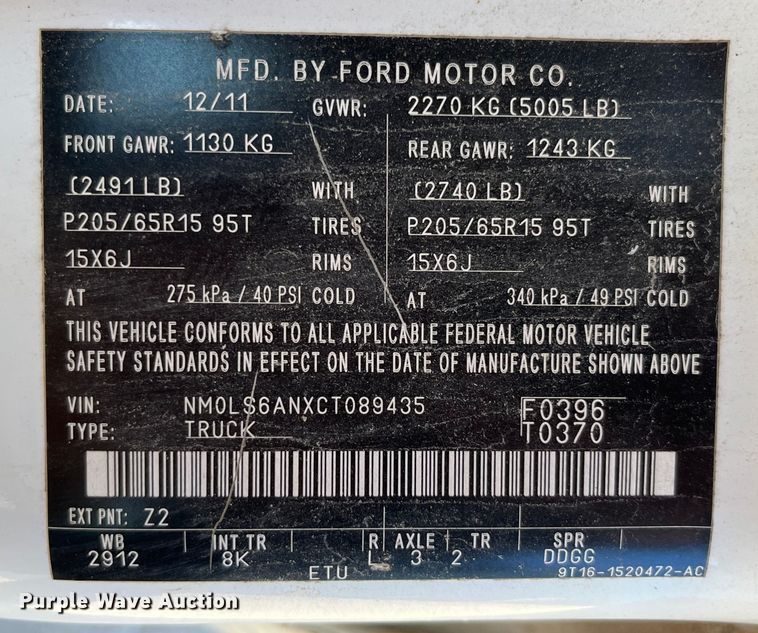 MFD. BY FORD MOTOR CO.
DATE: 12/11 GVWR: 2270 KG (5005 LB)
FRONT GAWR: 1130 KG REAR GAWR: 1243 KG
(2491 LB) WITH (2740 LB) WITH
P205/65R15 95T TIRES P205/65R15 95T TIRES
15X6J RIMS 15X6J RIMS
AT 275 kPa / 40 PSI COLD AT 340 kPa / 49 PSI COLD
THIS VEHICLE CONFORMS TO ALL APPLICABLE FEDERAL MOTOR VEHICLE
SAFETY STANDARDS IN EFFECT ON THE DATE OF MANUFACTURE SHOWN ABOVE
VIN: NM0LS6ANXCT089435 F0396
TYPE: TRUCK T0370
EXT PNT: Z2
WB INT TR R AXLE TR SPR
2912 8K L 3 2 DDGG
ETU 9T16-1520472-AC
Purple Wave Auction